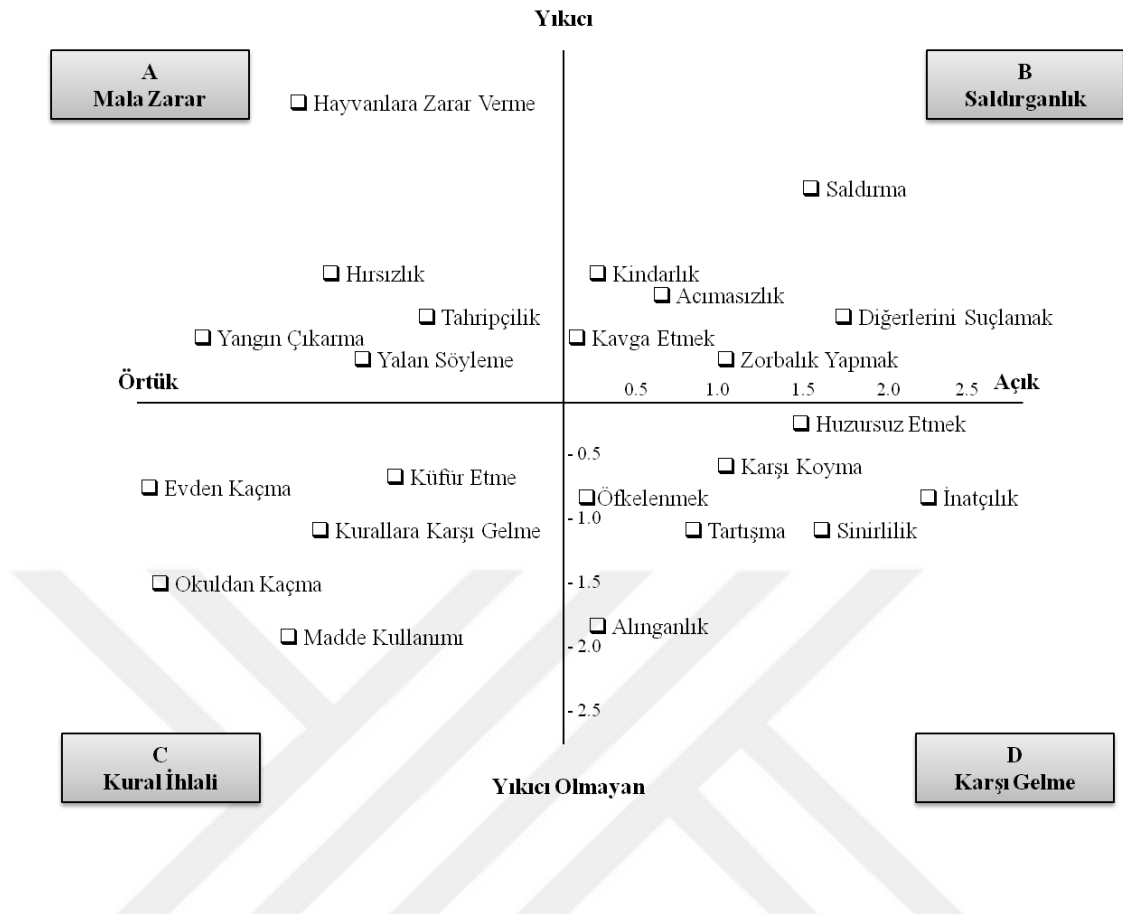 Yıkıcı
A
Mala Zarar
B
Saldırganlık
Hayvanlara Zarar Verme
Saldırma
Hırsızlık
Kindarlık
Acımasızlık
Tahripçilik
Diğerlerini Suçlamak
Yangın Çıkarma
Kavga Etmek
Yalan Söyleme
Zorbalık Yapmak
Örtük
0.5 1.0 1.5 2.0 2.5
Açık
Huzursuz Etmek
- 0.5
Karşı Koyma
Küfür Etme
Evden Kaçma
Öfkelenmek
İnatçılık
- 1.0
Kurallara Karşı Gelme
Tartışma
Sinirlilik
Okuldan Kaçma
- 1.5
Alınganlık
Madde Kullanımı
- 2.0
- 2.5
C
Kural İhlali
D
Karşı Gelme
Yıkıcı Olmayan